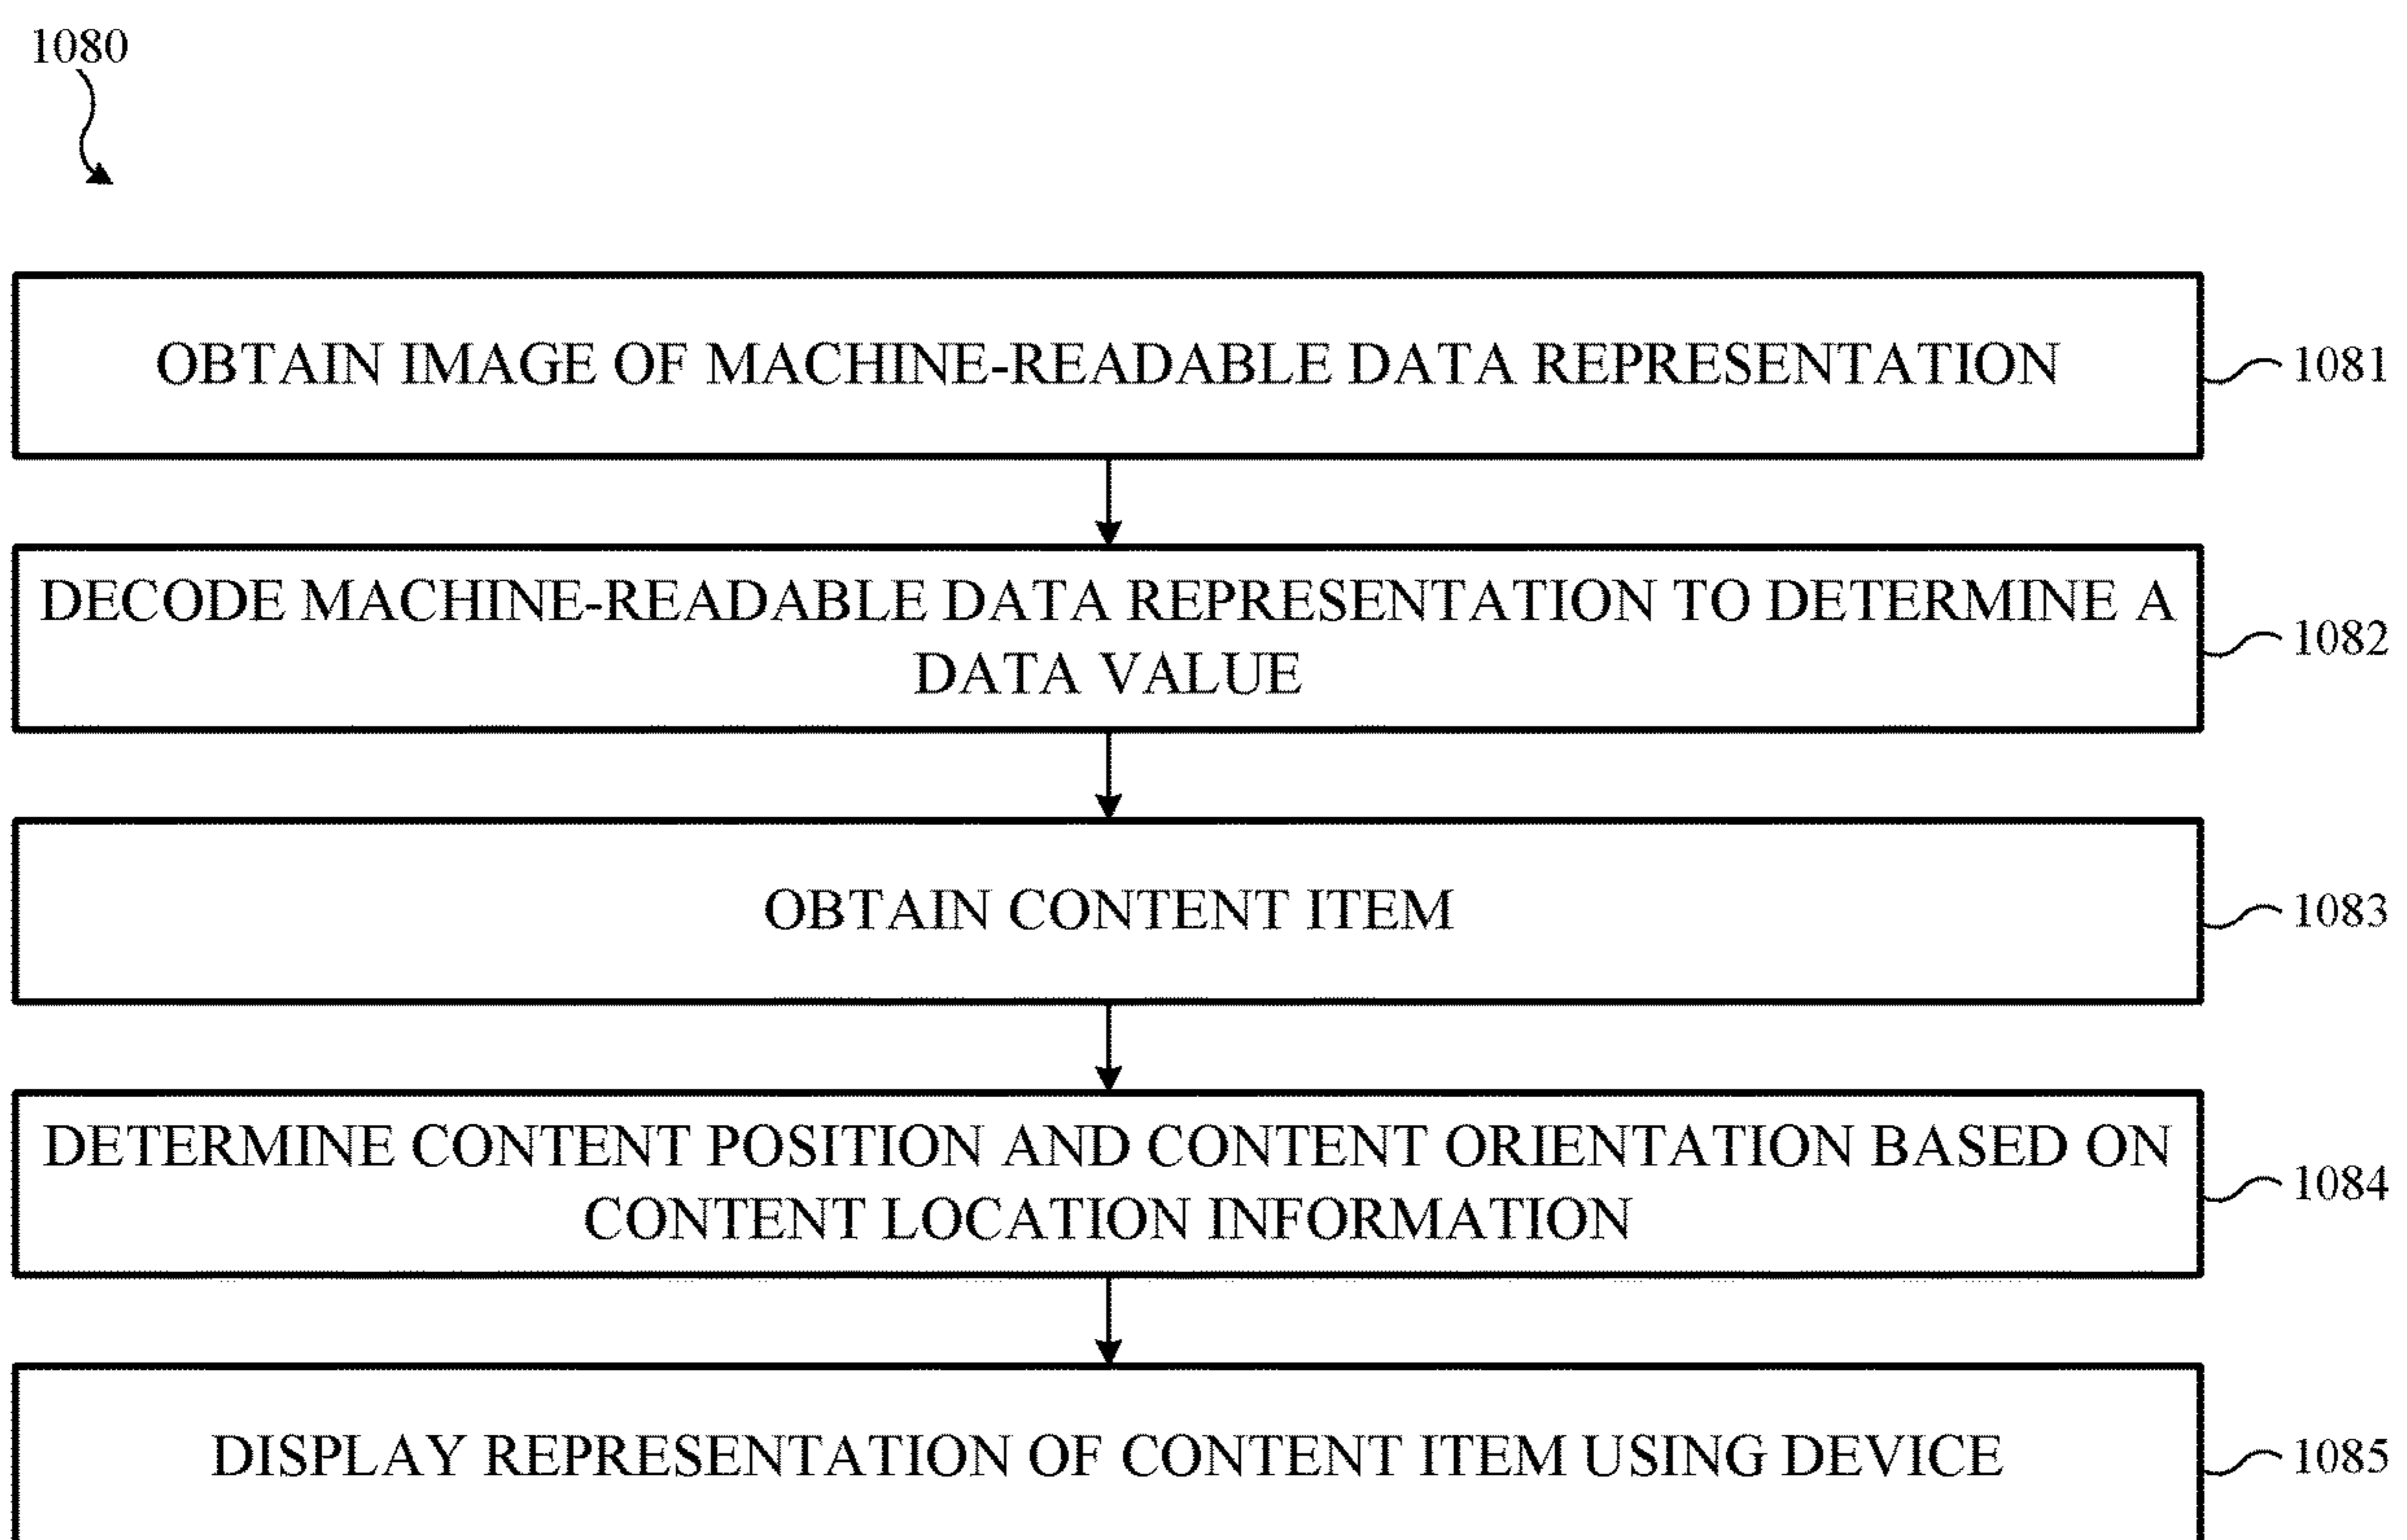 1080
OBTAIN IMAGE OF MACHINE-READABLE DATA REPRESENTATION
1081
DECODE MACHINE-READABLE DATA REPRESENTATION TO DETERMINE A
DATA VALUE
1082
OBTAIN CONTENT ITEM
1083
DETERMINE CONTENT POSITION AND CONTENT ORIENTATION BASED ON
CONTENT LOCATION INFORMATION
1084
DISPLAY REPRESENTATION OF CONTENT ITEM USING DEVICE
1085